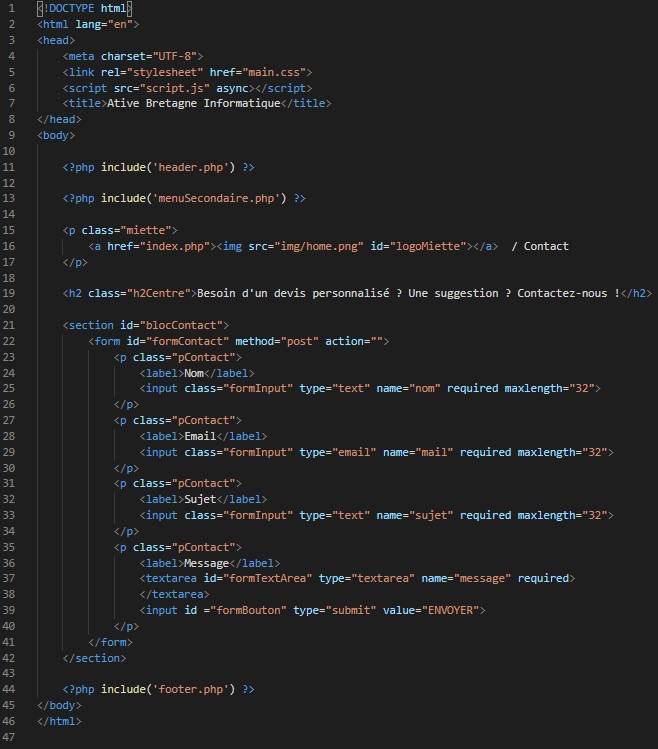 1 <!DOCTYPE html>
2 <html lang="en">
3 <head>
4     <meta charset="UTF-8">
5     <link rel="stylesheet" href="main.css">
6     <script src="script.js" async></script>
7     <title>Ative Bretagne Informatique</title>
8 </head>
9 <body>
10
11     <?php include('header.php') ?>
12
13     <?php include('menuSecondaire.php') ?>
14
15     <p class="miette">
16         <a href="index.php"><img src="img/home.png" id="logoMiette"></a>  / Contact
17     </p>
18
19     <h2 class="h2Centre">Besoin d'un devis personnalisé ? Une suggestion ? Contactez-nous !</h2>
20
21     <section id="blocContact">
22         <form id="formContact" method="post" action="">
23             <p class="pContact">
24                 <label>Nom</label>
25                 <input class="formInput" type="text" name="nom" required maxlength="32">
26             </p>
27             <p class="pContact">
28                 <label>Email</label>
29                 <input class="formInput" type="email" name="mail" required maxlength="32">
30             </p>
31             <p class="pContact">
32                 <label>Sujet</label>
33                 <input class="formInput" type="text" name="sujet" required maxlength="32">
34             </p>
35             <p class="pContact">
36                 <label>Message</label>
37                 <textarea id="formTextArea" type="textarea" name="message" required>
38                 </textarea>
39                 <input id ="formBouton" type="submit" value="ENVOYER">
40             </p>
41         </form>
42     </section>
43
44     <?php include('footer.php') ?>
45 </body>
46 </html>
47